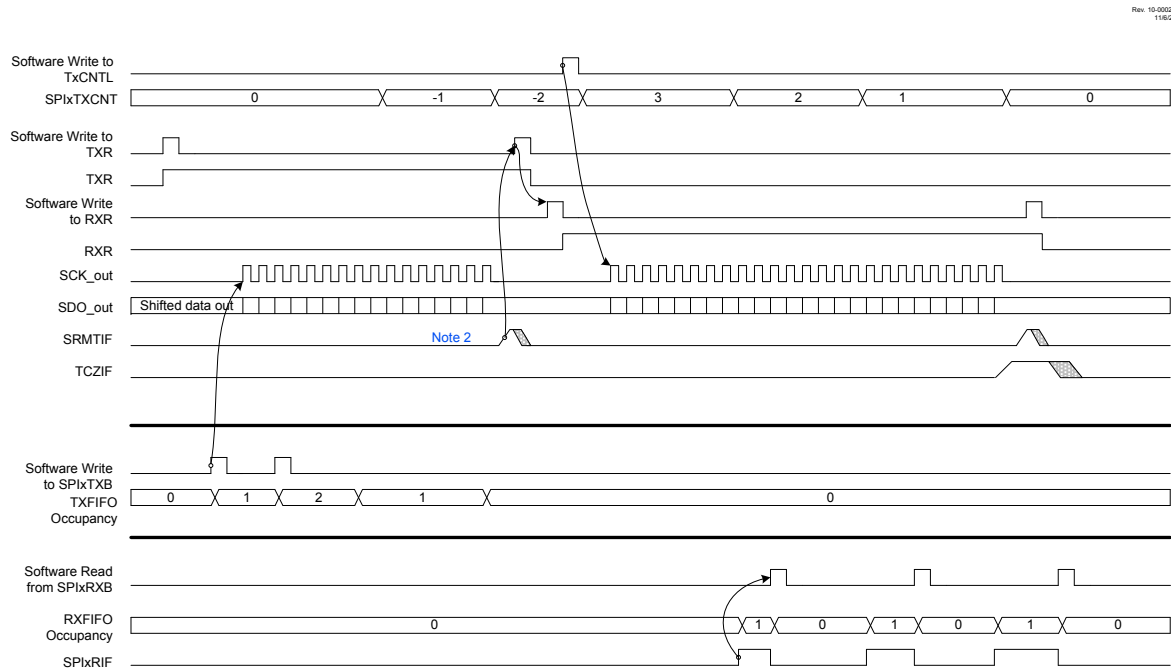 Rev. 10-0002
11/6/2
Software Write to
TxCNTL
SPIxTXCNT
0 -1 -2 3 2 1 0
Software Write to
TXR
TXR
Software Write
to RXR
RXR
SCK_out
SDO_out
Shifted data out
SRMTIF
Note 2
TCZIF
Software Write
to SPIxTXB
TXFIFO
Occupancy
0 1 2 1 0
Software Read
from SPIxRXB
RXFIFO
Occupancy
0 1 0 1 0 1 0
SPIxRIF